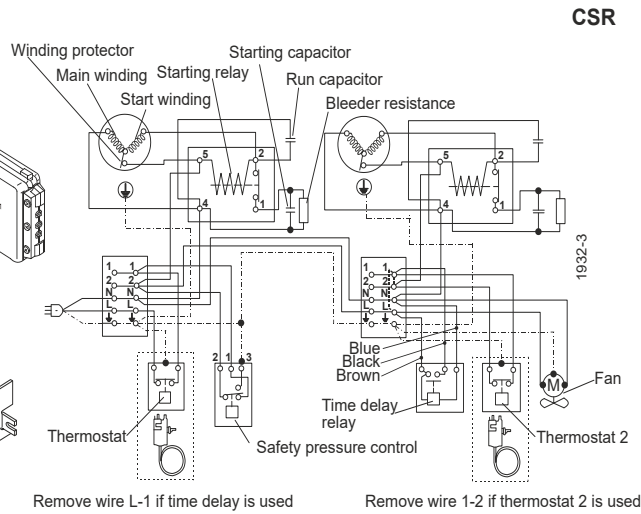 CSR
Winding protector
Starting capacitor
Main winding
Starting relay
Run capacitor
Start winding
Bleeder resistance
5
2
4
1
5
2
4
1
1932-3
1 1
2 2
N N
L L
1 1
2 2
N N
L L
2 1 3
Blue
Black
Brown
M
Fan
Time delay
relay
Thermostat
Safety pressure control
Thermostat 2
Remove wire L-1 if time delay is used
Remove wire 1-2 if thermostat 2 is used